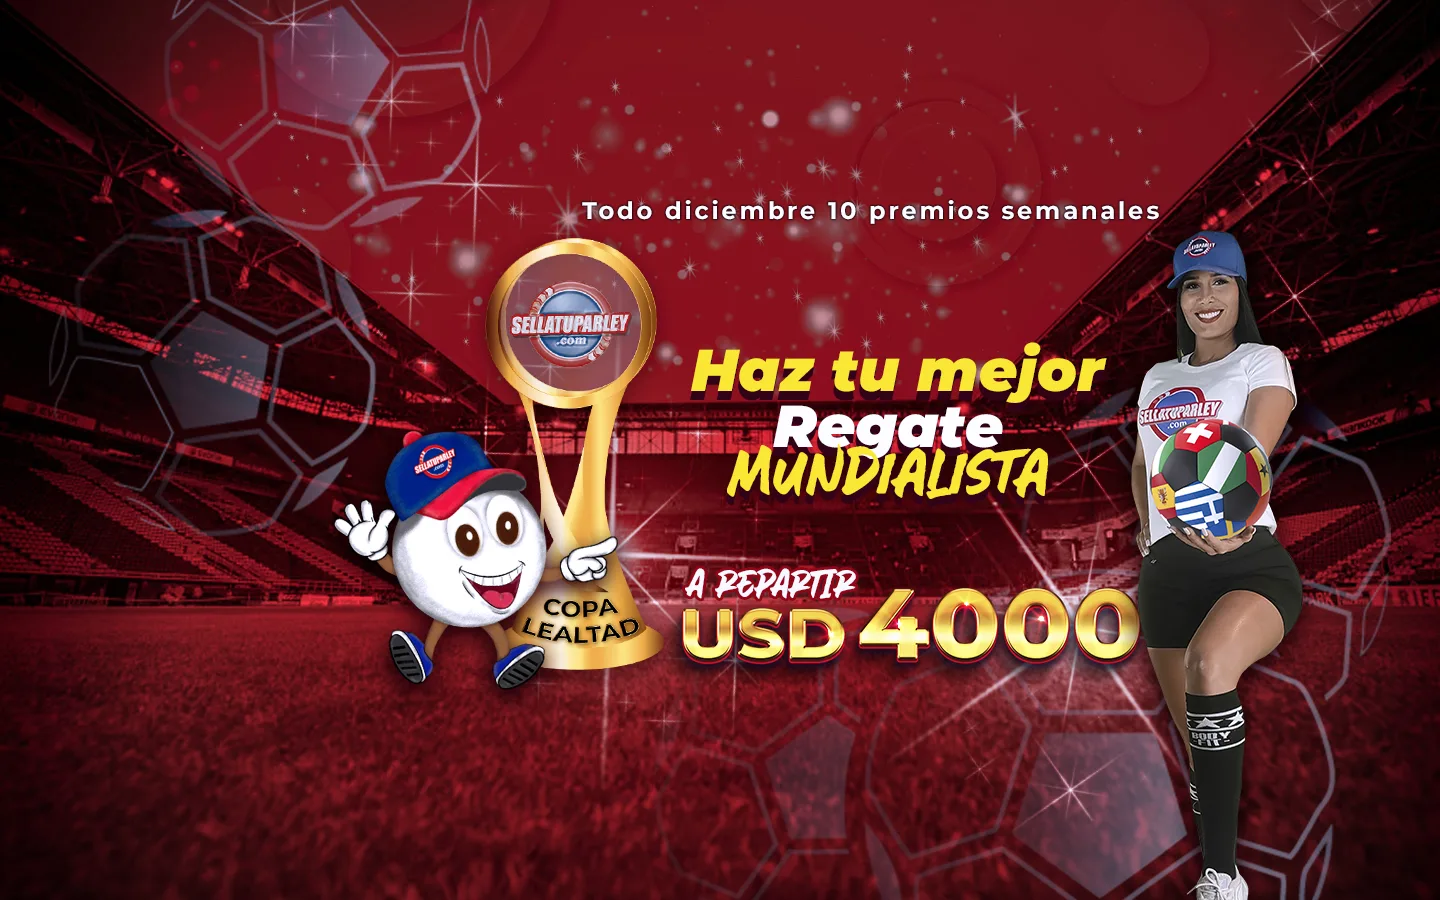 Todo diciembre 10 premios semanales
SELLATUPARLEY
.com
Haz tu mejor
Regate
MUNDIALISTA
SELLATUPARLEY
.com
SELLATUPARLEY
.com
SELLATUPARLEY
.com
A REPARTIR
USD 4000
COPA
LEALTAD
BODY
FIT